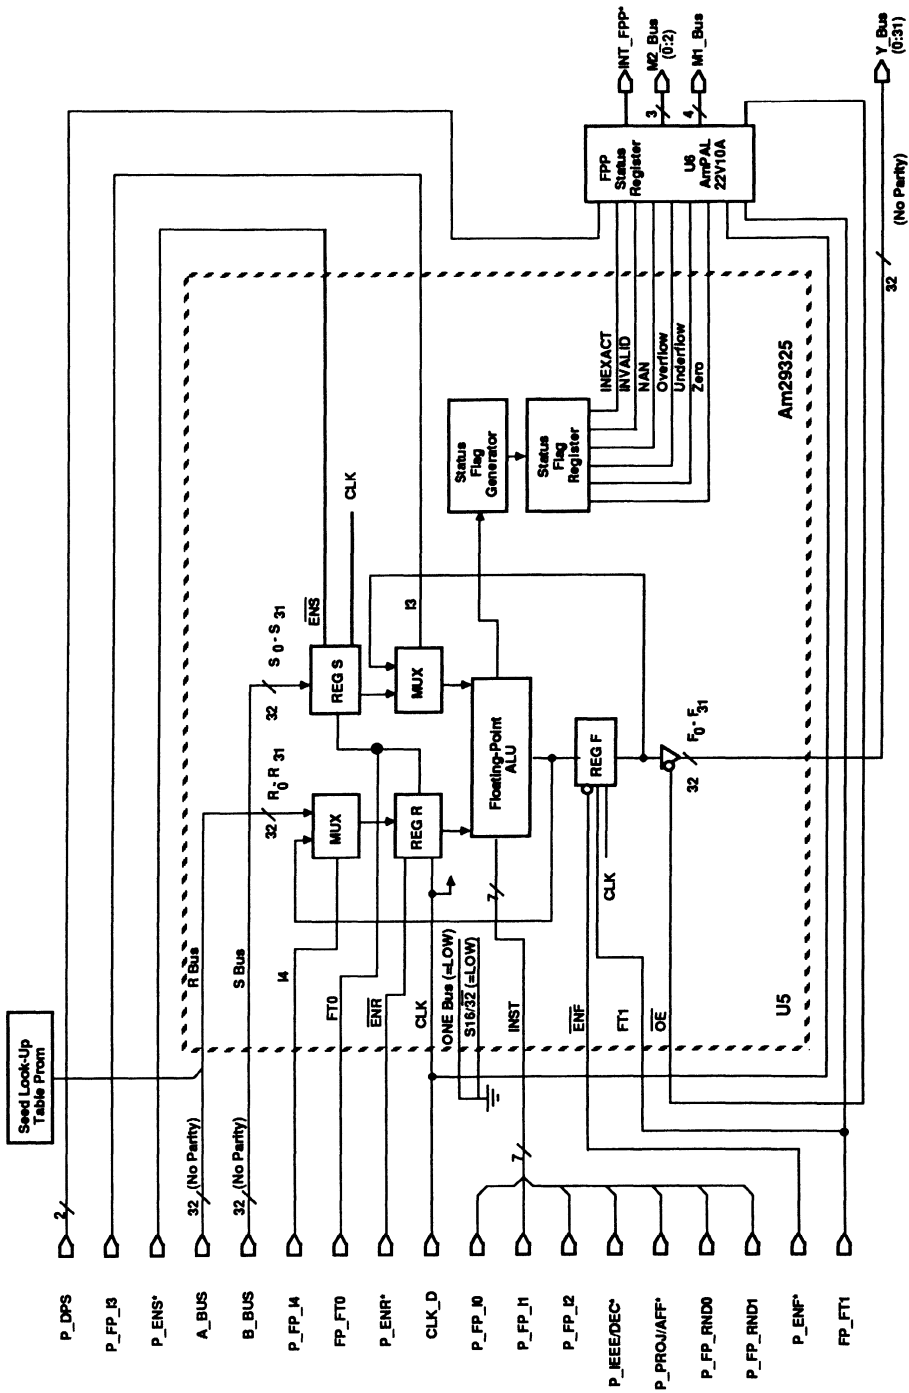 Seed Look-Up
Table Prom
P_DPS
2
P_FP_I3
P_ENS*
A_BUS
32
(No Parity)
R Bus
B_BUS
32
(No Parity)
S Bus
P_FP_I4
I4
FP_FT0
FT0
P_ENR*
ENR
CLK_D
CLK
ONE Bus (=LOW)
S16/32 (=LOW)
P_FP_I0
P_FP_I1
7
INST
7
P_FP_I2
P_IEEE/DEC*
P_PROJ/AFF*
P_FP_RND0
P_FP_RND1
P_ENF*
ENF
FP_FT1
FT1
OE
U5
32
R0 - R31
MUX
REG R
32
S0 - S31
REG S
ENS
CLK
MUX
I3
Floating-Point
ALU
REG F
CLK
32
F0 - F31
Status
Flag
Generator
Status
Flag
Register
INEXACT
INVALID
NAN
Overflow
Underflow
Zero
Am29325
FPP
Status
Register
U6
AmPAL
22V10A
INT_FPP*
3
M2_Bus
(0:2)
4
M1_Bus
32
(No Parity)
Y_Bus
(0:31)